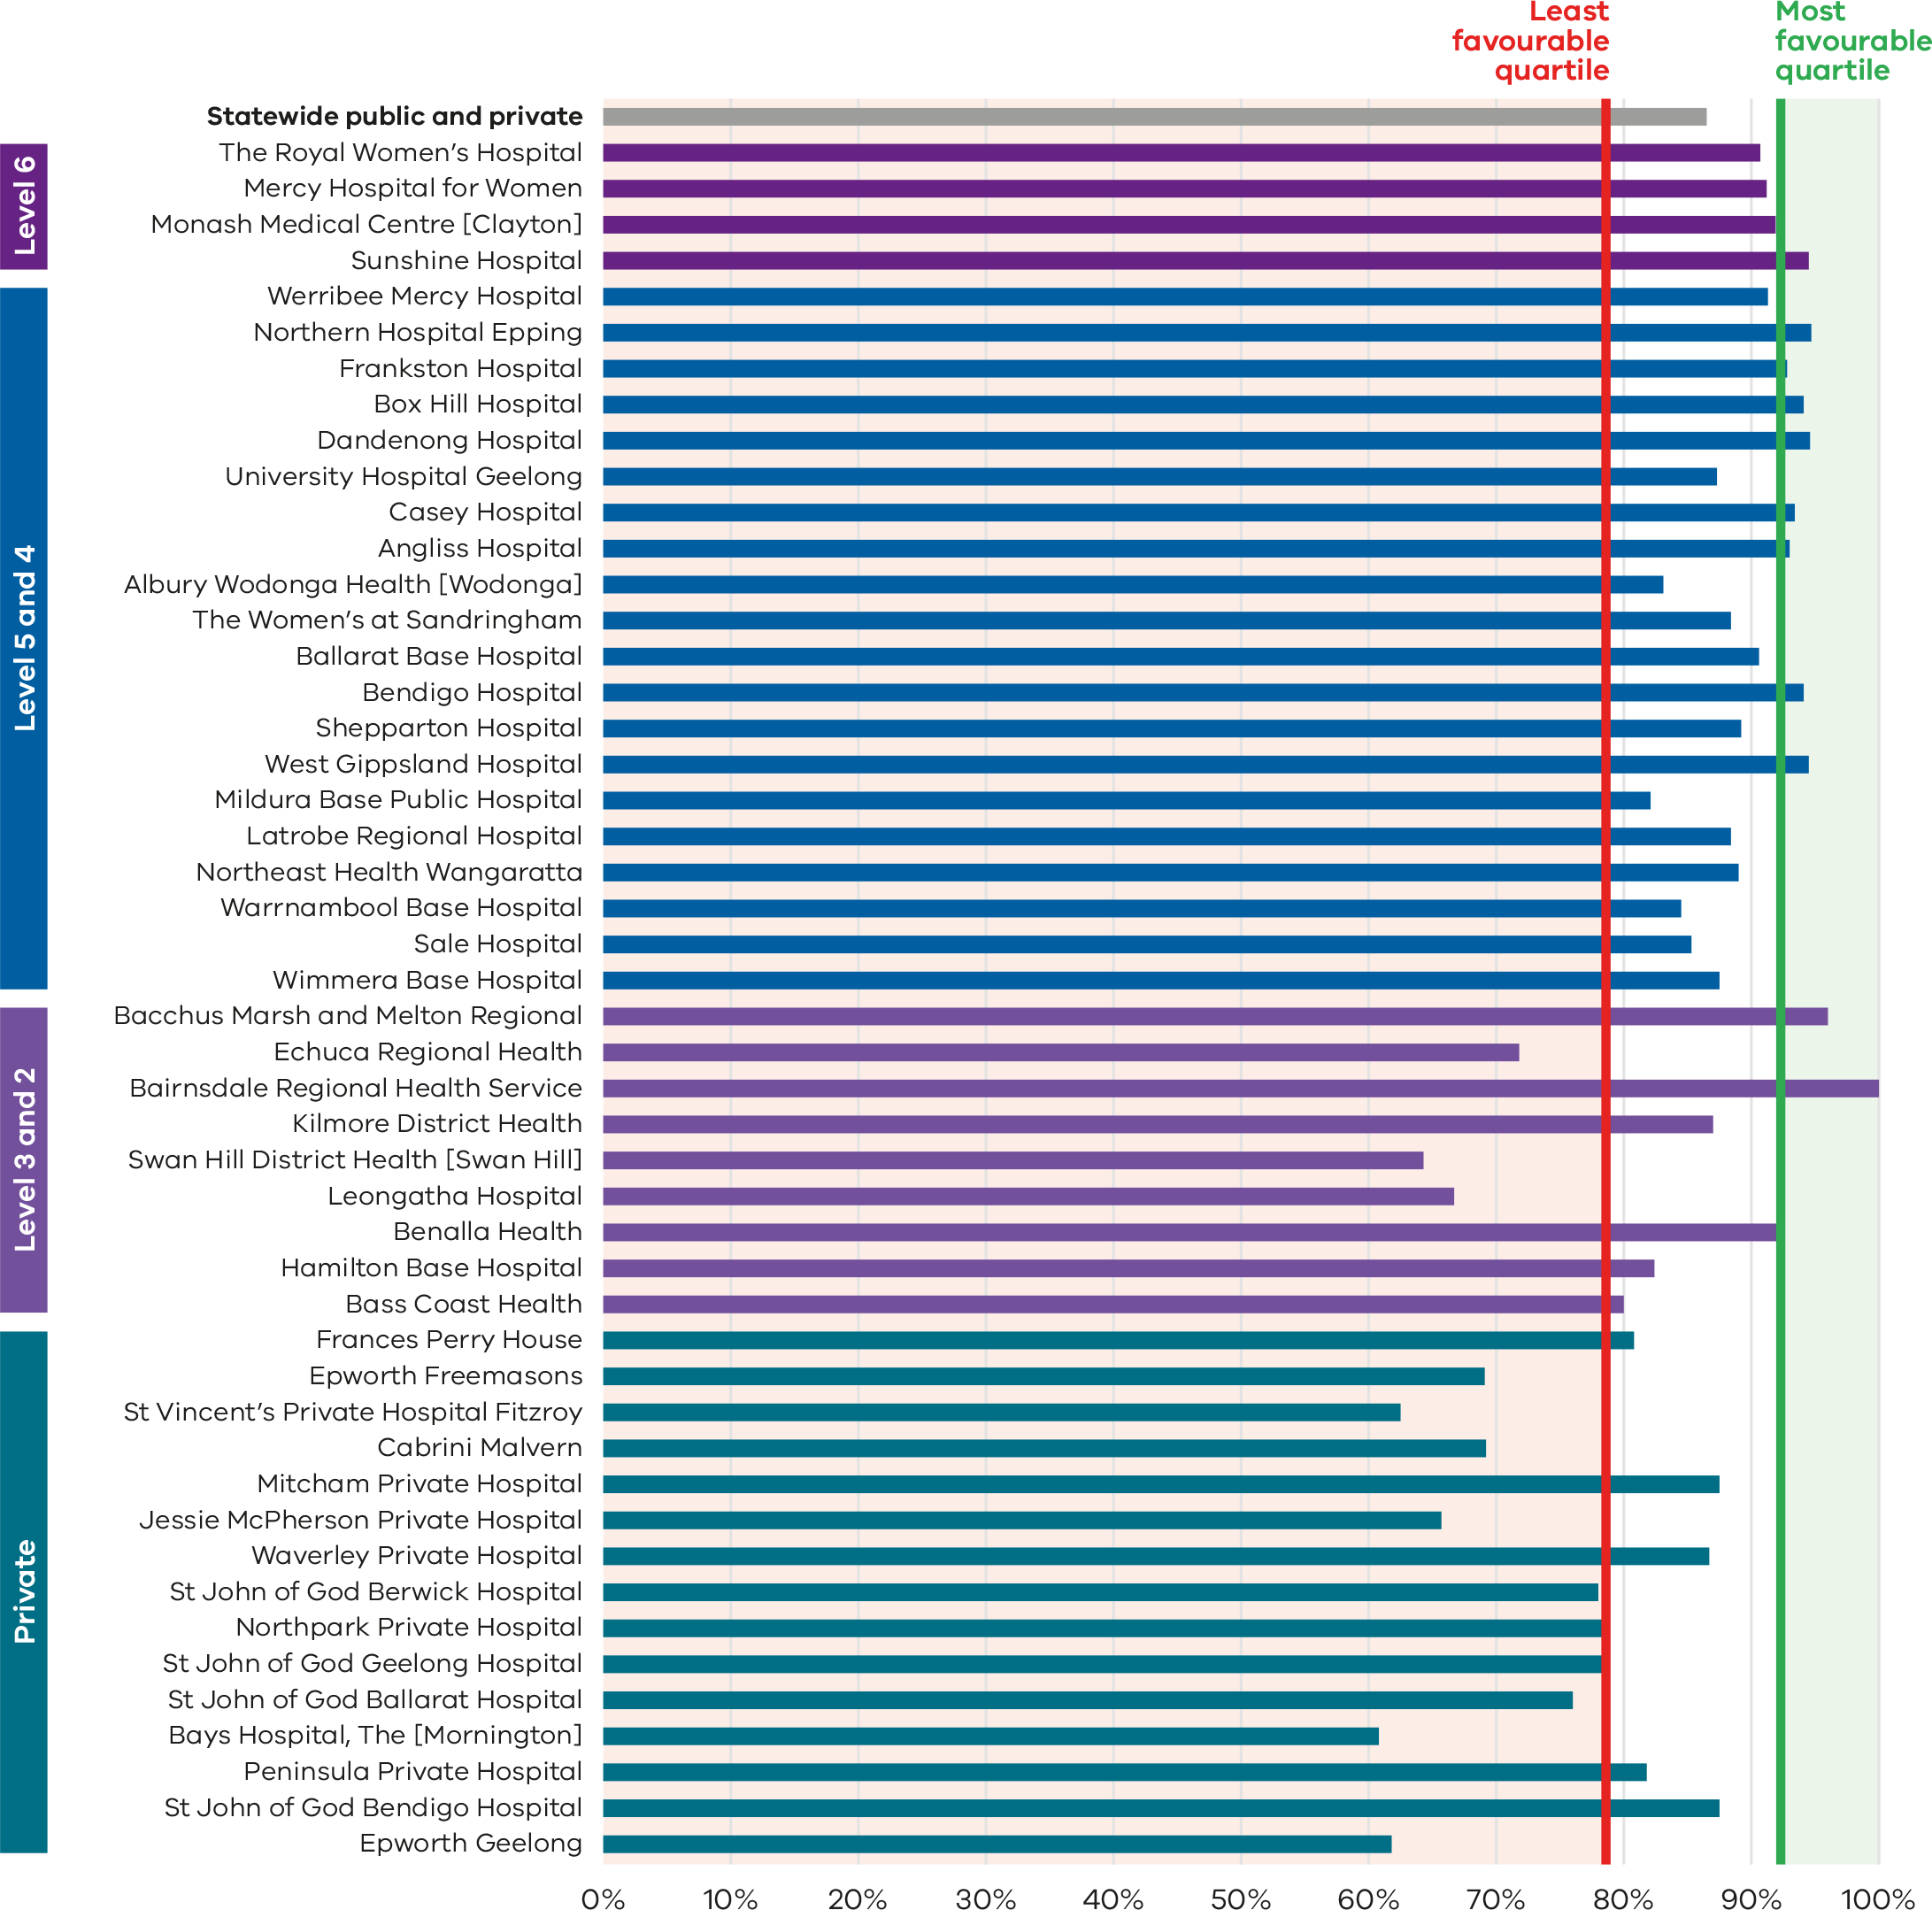 Least
favourable
quartile
Most
favourable
quartile
Statewide public and private
Level 6
The Royal Women’s Hospital
Mercy Hospital for Women
Monash Medical Centre [Clayton]
Sunshine Hospital
Level 5 and 4
Werribee Mercy Hospital
Northern Hospital Epping
Frankston Hospital
Box Hill Hospital
Dandenong Hospital
University Hospital Geelong
Casey Hospital
Angliss Hospital
Albury Wodonga Health [Wodonga]
The Women’s at Sandringham
Ballarat Base Hospital
Bendigo Hospital
Shepparton Hospital
West Gippsland Hospital
Mildura Base Public Hospital
Latrobe Regional Hospital
Northeast Health Wangaratta
Warrnambool Base Hospital
Sale Hospital
Wimmera Base Hospital
Level 3 and 2
Bacchus Marsh and Melton Regional
Echuca Regional Health
Bairnsdale Regional Health Service
Kilmore District Health
Swan Hill District Health [Swan Hill]
Leongatha Hospital
Benalla Health
Hamilton Base Hospital
Bass Coast Health
Private
Frances Perry House
Epworth Freemasons
St Vincent’s Private Hospital Fitzroy
Cabrini Malvern
Mitcham Private Hospital
Jessie McPherson Private Hospital
Waverley Private Hospital
St John of God Berwick Hospital
Northpark Private Hospital
St John of God Geelong Hospital
St John of God Ballarat Hospital
Bays Hospital, The [Mornington]
Peninsula Private Hospital
St John of God Bendigo Hospital
Epworth Geelong
0% 10% 20% 30% 40% 50% 60% 70% 80% 90% 100%